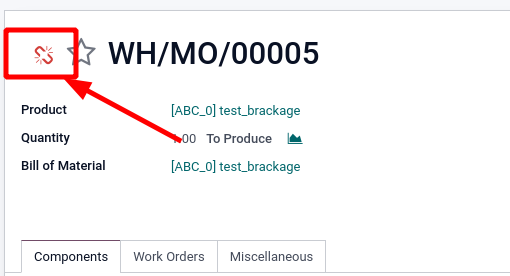 WH/MO/00005
Product [ABC_0] test_brackage
Quantity 1.00 To Produce
Bill of Material [ABC_0] test_brackage
Components Work Orders Miscellaneous